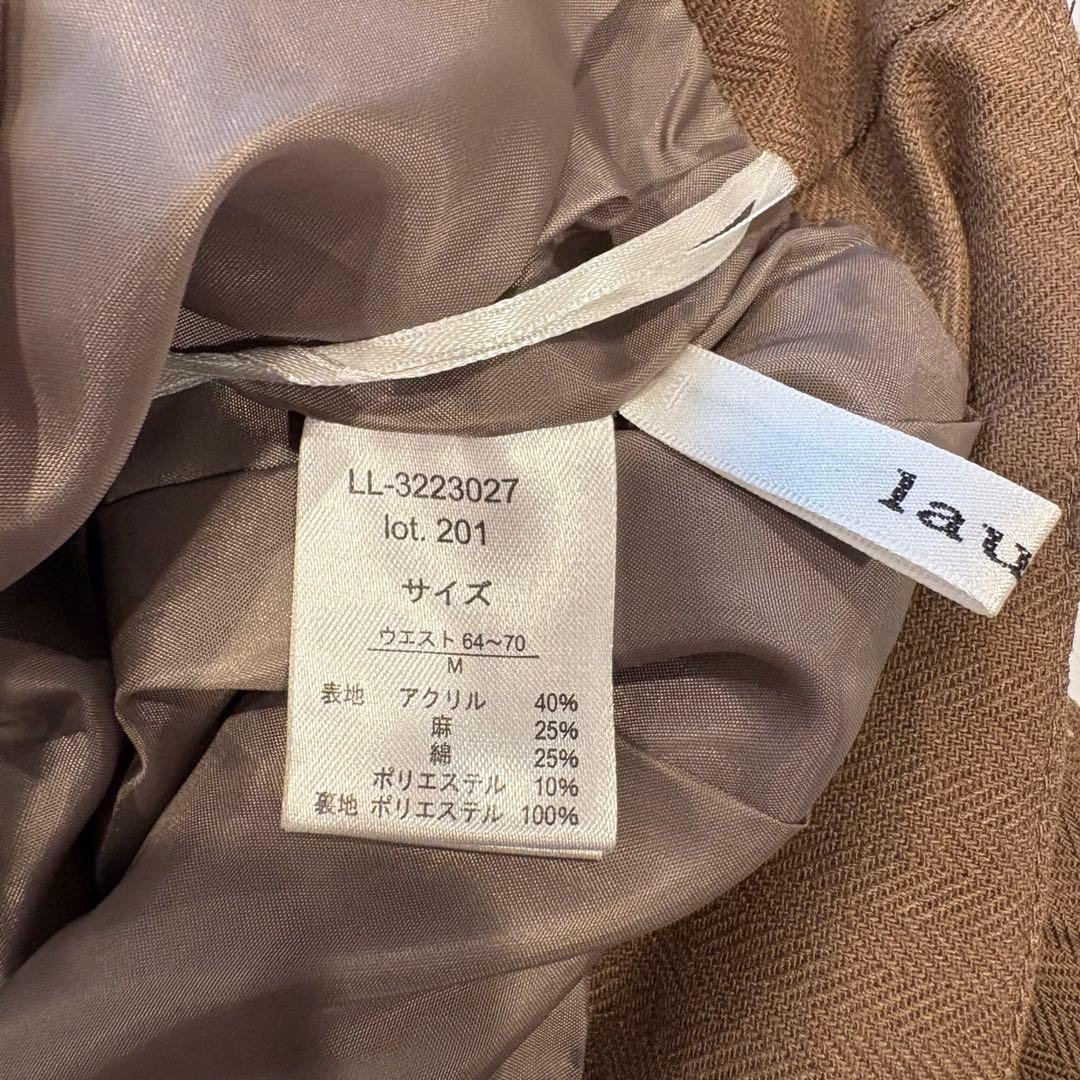 LL-3223027
lot. 201
サイズ
ウエスト 64～70
M
表地 アクリル 40%
麻 25%
綿 25%
ポリエステル 10%
裏地 ポリエステル 100%
lau